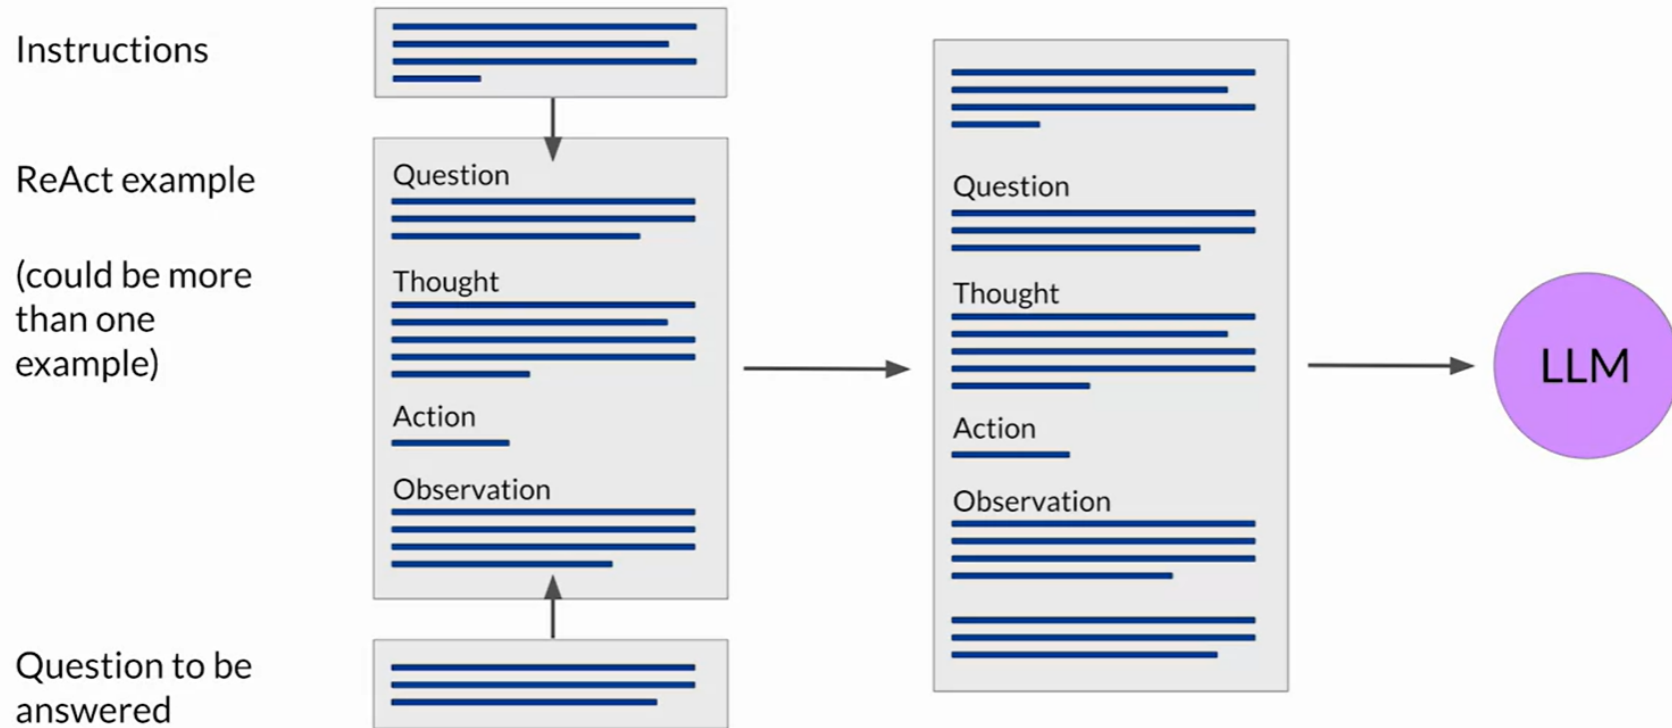 Instructions
ReAct example
(could be more
than one
example)
Question to be
answered
Question
Thought
Action
Observation
Question
Thought
Action
Observation
LLM